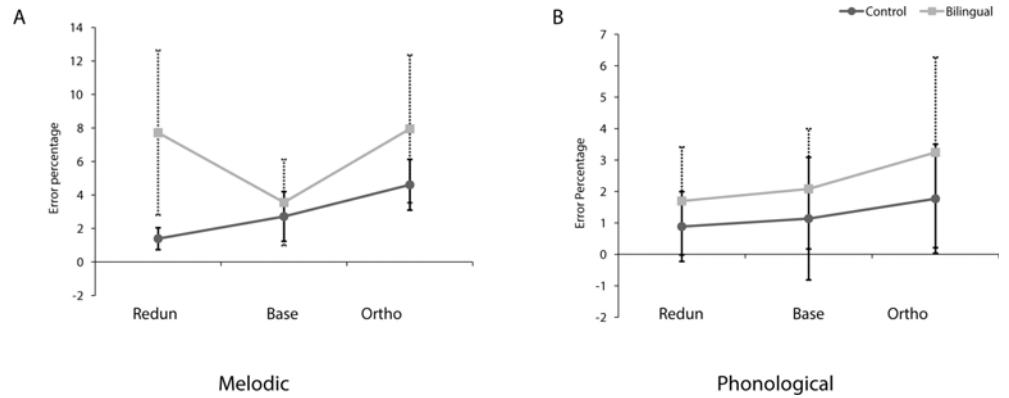 A
Error percentage
14
12
10
8
6
4
2
0
-2
Redun Base Ortho
Melodic
B
Control Bilingual
Error Percentage
7
6
5
4
3
2
1
0
-1
-2
Redun Base Ortho
Phonological